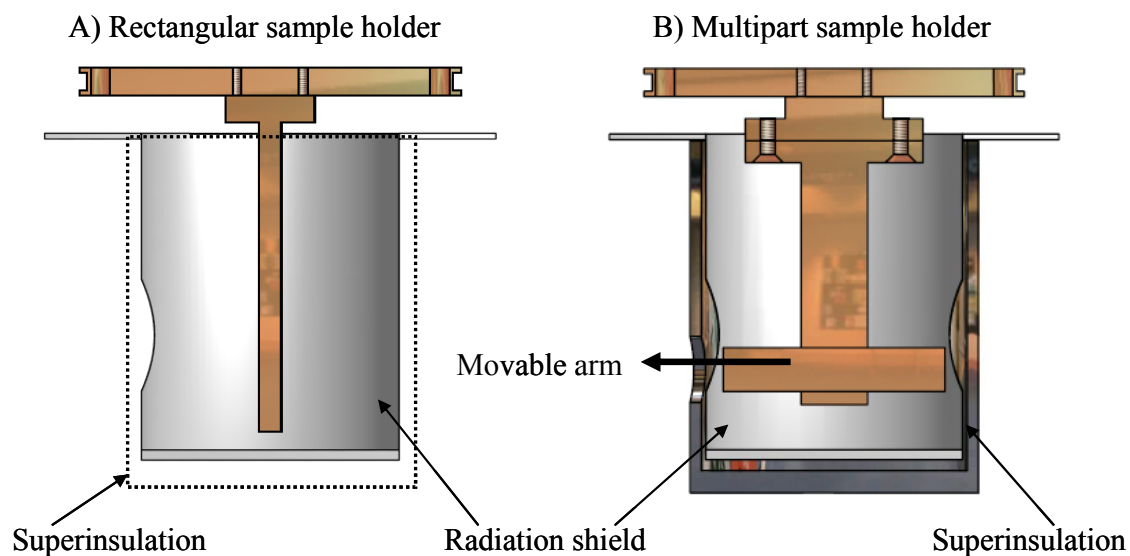 A) Rectangular sample holder
B) Multipart sample holder
Movable arm
Superinsulation
Radiation shield
Superinsulation